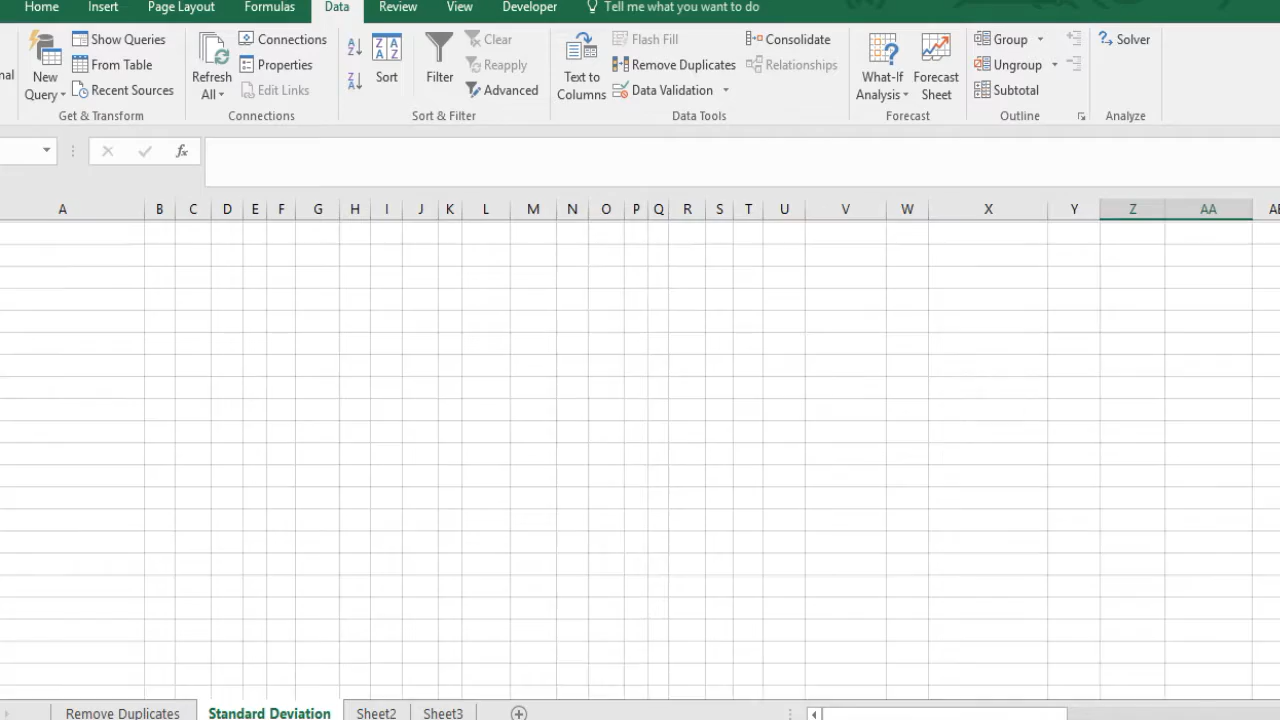 Home Insert Page Layout Formulas Data Review View Developer Tell me what you want to do
New Query
Show Queries
From Table
Recent Sources
Get & Transform
Refresh All
Connections
Properties
Edit Links
Connections
A Z
Z A
Z A A Z
Sort
Filter
Clear
Reapply
Advanced
Sort & Filter
Text to Columns
Flash Fill
Remove Duplicates
Data Validation
Consolidate
Relationships
Data Tools
What-If Analysis
Forecast Sheet
Forecast
Group
Ungroup
Subtotal
Outline
Solver
Analyze
fx
A B C D E F G H I J K L M N O P Q R S T U V W X Y Z AA
Remove Duplicates Standard Deviation Sheet2 Sheet3